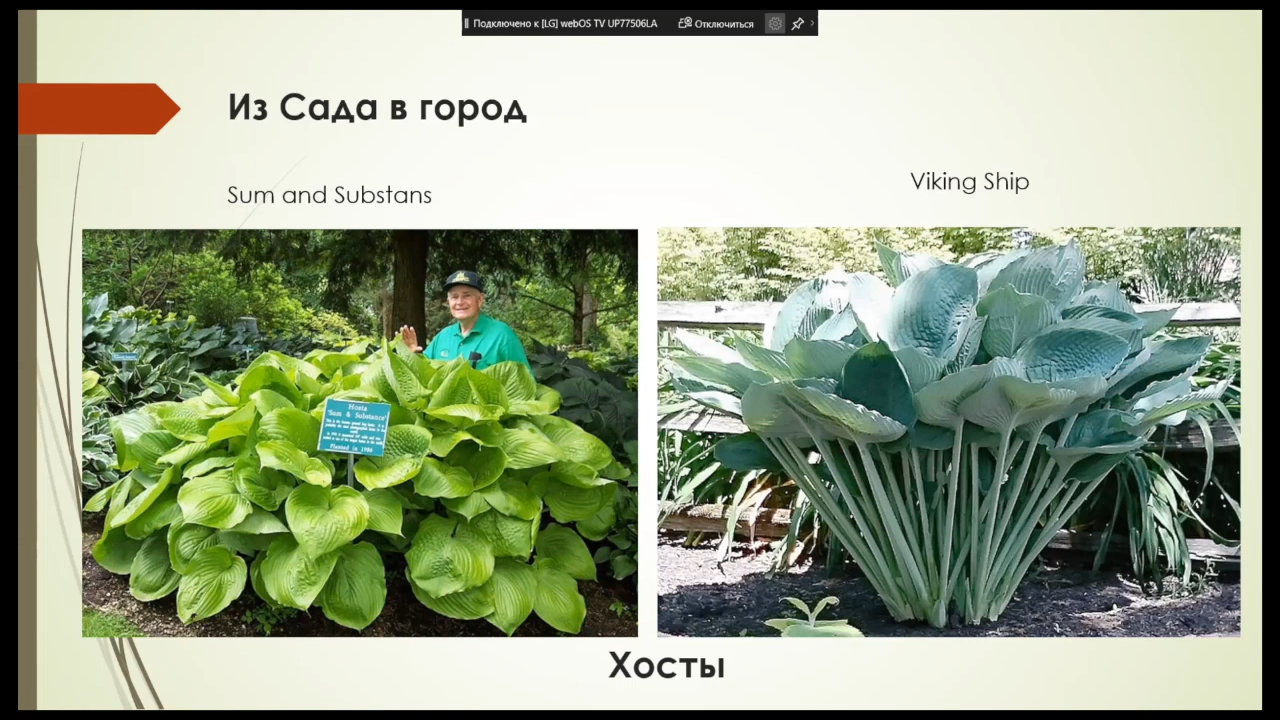 Подключено к [LG] webOS TV UP77506LA Отключиться
Из Сада в город
Sum and Substans
Viking Ship
Hosta
'Sum & Substance'
Planted in 1986
Хосты